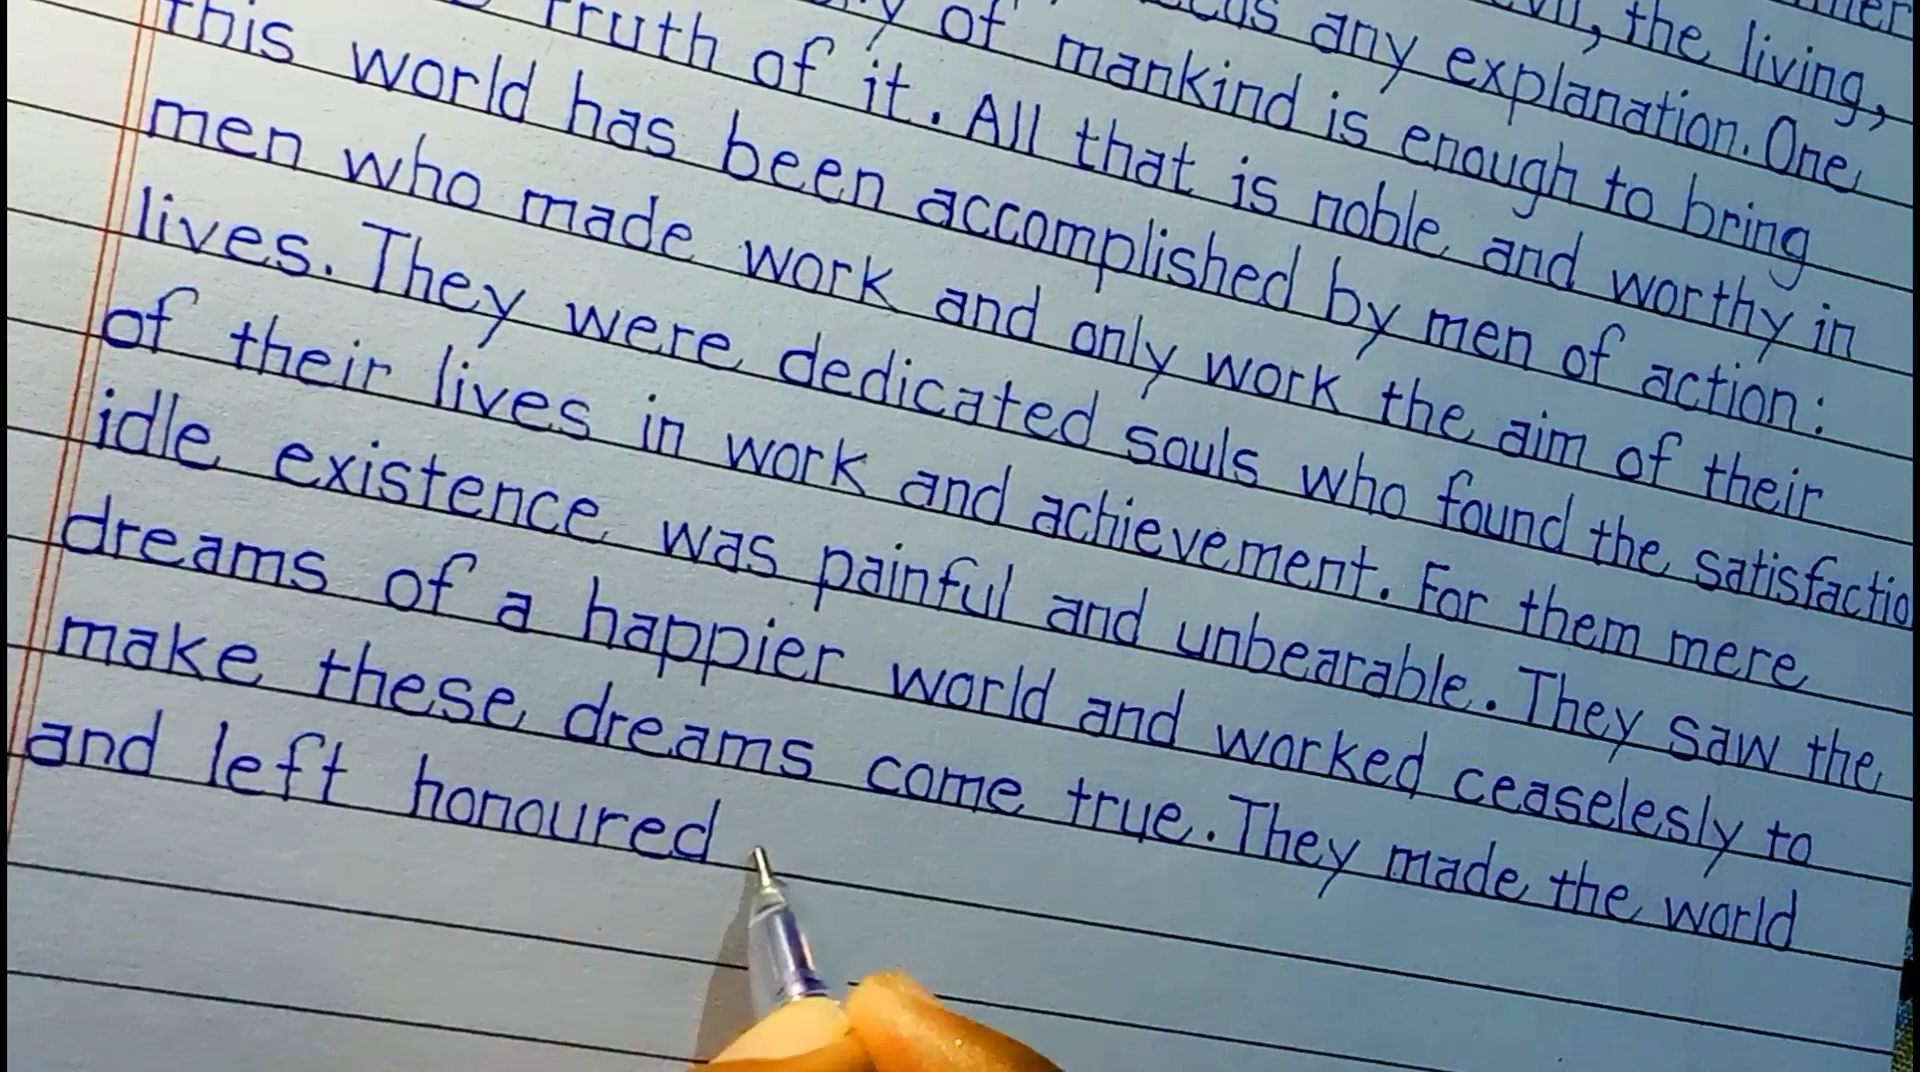 the living,
any explanation. One
of mankind is enough to bring
Truth of it. All that is noble and worthy in
This world has been accomplished by men of action:
men who made work and only work the aim of their
lives. They were dedicated souls who found the satisfactio
of their lives in work and achievement. For them mere
idle existence was painful and unbearable. They saw the
dreams of a happier world and worked ceaselesly to
make these dreams come true. They made the world
and left honoured